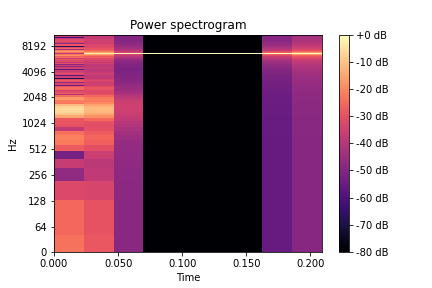 Power spectrogram
8192
4096
2048
1024
512
256
128
64
0
Hz
0.000 0.050 0.100 0.150 0.200
Time
+0 dB
-10 dB
-20 dB
-30 dB
-40 dB
-50 dB
-60 dB
-70 dB
-80 dB